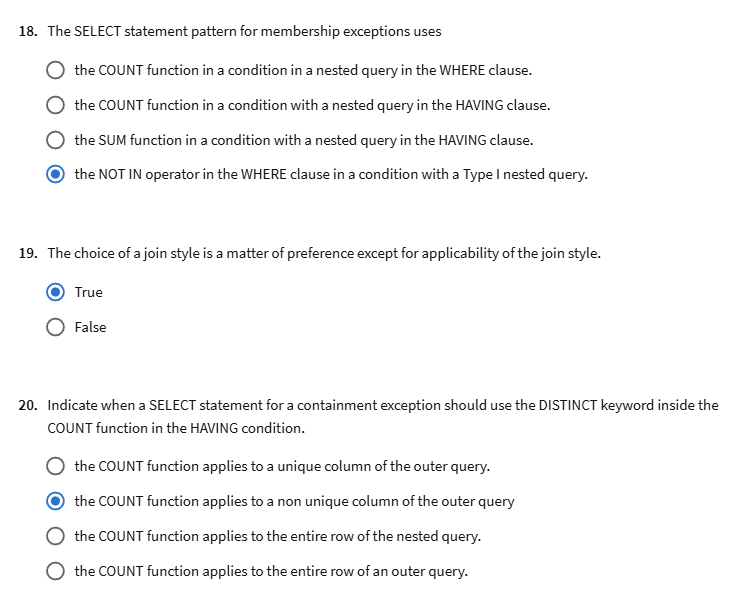 18. The SELECT statement pattern for membership exceptions uses
the COUNT function in a condition in a nested query in the WHERE clause.
the COUNT function in a condition with a nested query in the HAVING clause.
the SUM function in a condition with a nested query in the HAVING clause.
the NOT IN operator in the WHERE clause in a condition with a Type I nested query.
19. The choice of a join style is a matter of preference except for applicability of the join style.
True
False
20. Indicate when a SELECT statement for a containment exception should use the DISTINCT keyword inside the
COUNT function in the HAVING condition.
the COUNT function applies to a unique column of the outer query.
the COUNT function applies to a non unique column of the outer query
the COUNT function applies to the entire row of the nested query.
the COUNT function applies to the entire row of an outer query.